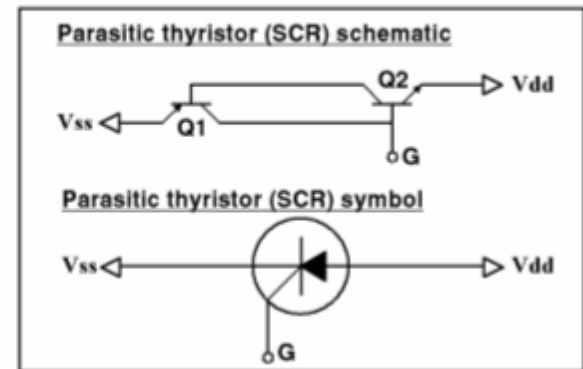 Parasitic thyristor (SCR) schematic
Q2
Vss
Q1
Vdd
G
Parasitic thyristor (SCR) symbol
Vss
Vdd
G